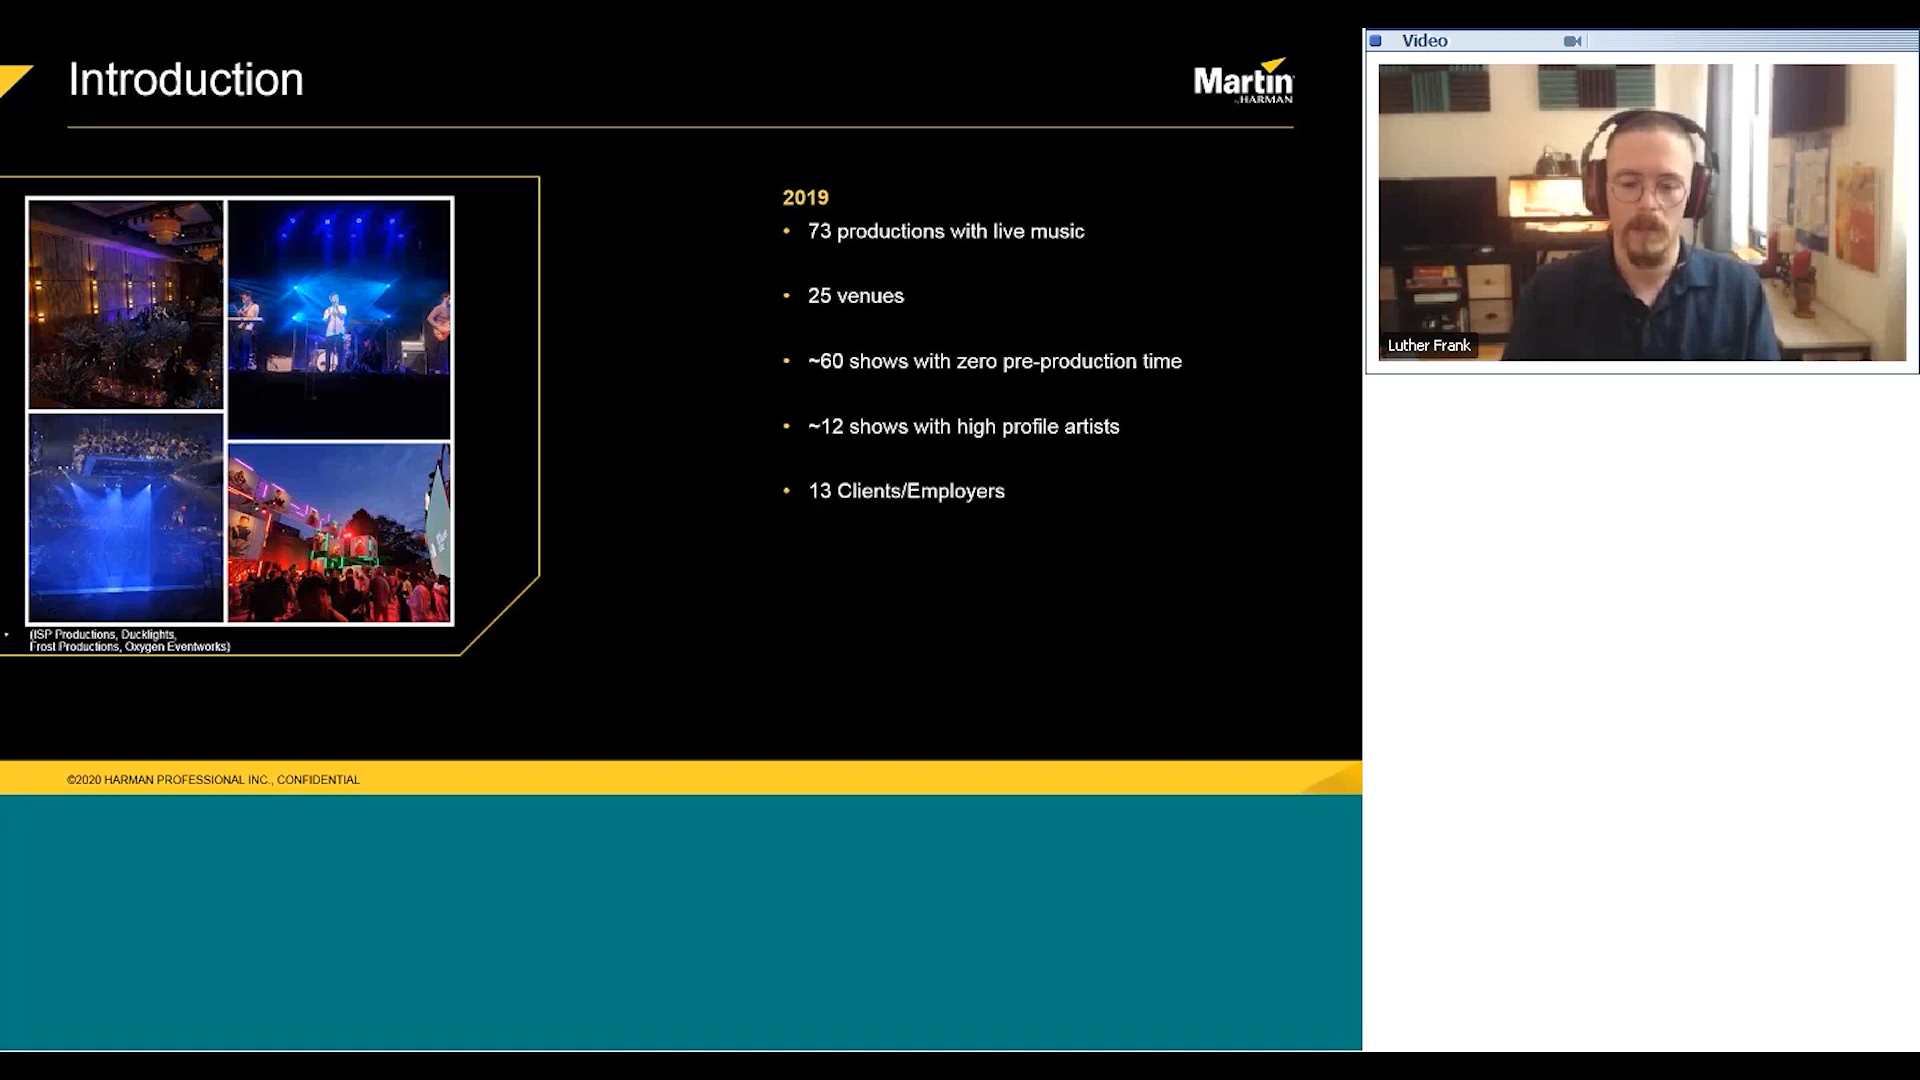 Introduction
Martin
by HARMAN
2019
• 73 productions with live music
• 25 venues
• ~60 shows with zero pre-production time
• ~12 shows with high profile artists
• 13 Clients/Employers
• (ISP Productions, Ducklights,
Frost Productions, Oxygen Eventworks)
©2020 HARMAN PROFESSIONAL INC., CONFIDENTIAL
Video
Luther Frank